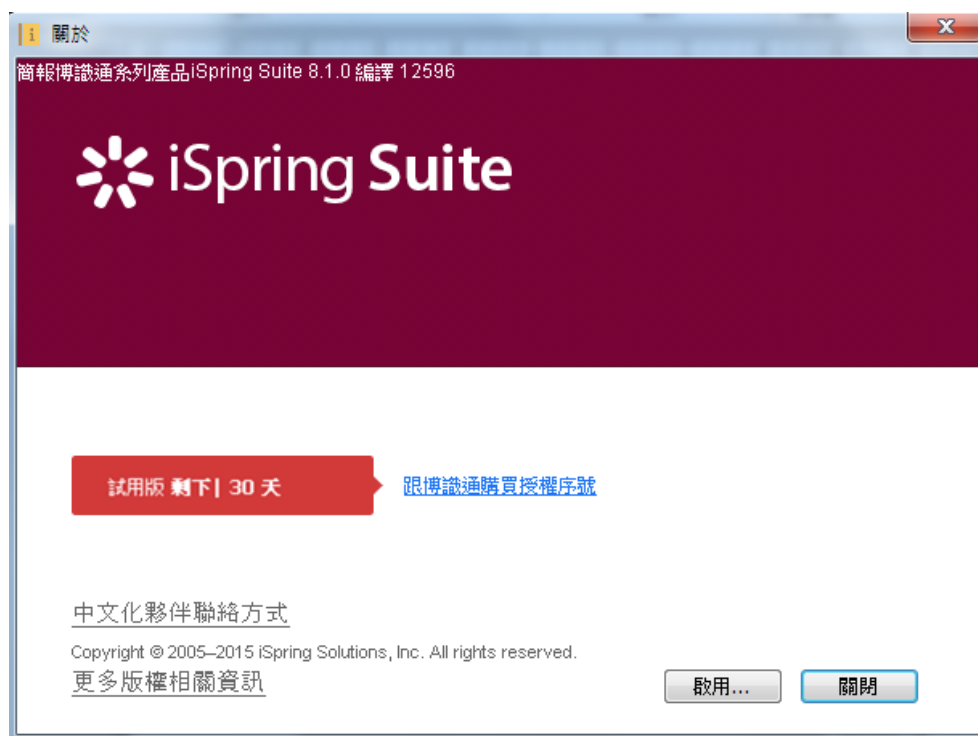 關於
簡報博識通系列產品iSpring Suite 8.1.0 編譯 12596
iSpring Suite
試用版 剩下| 30 天
跟博識通購買授權序號
中文化夥伴聯絡方式
Copyright © 2005–2015 iSpring Solutions, Inc. All rights reserved.
更多版權相關資訊
啟用...
關閉